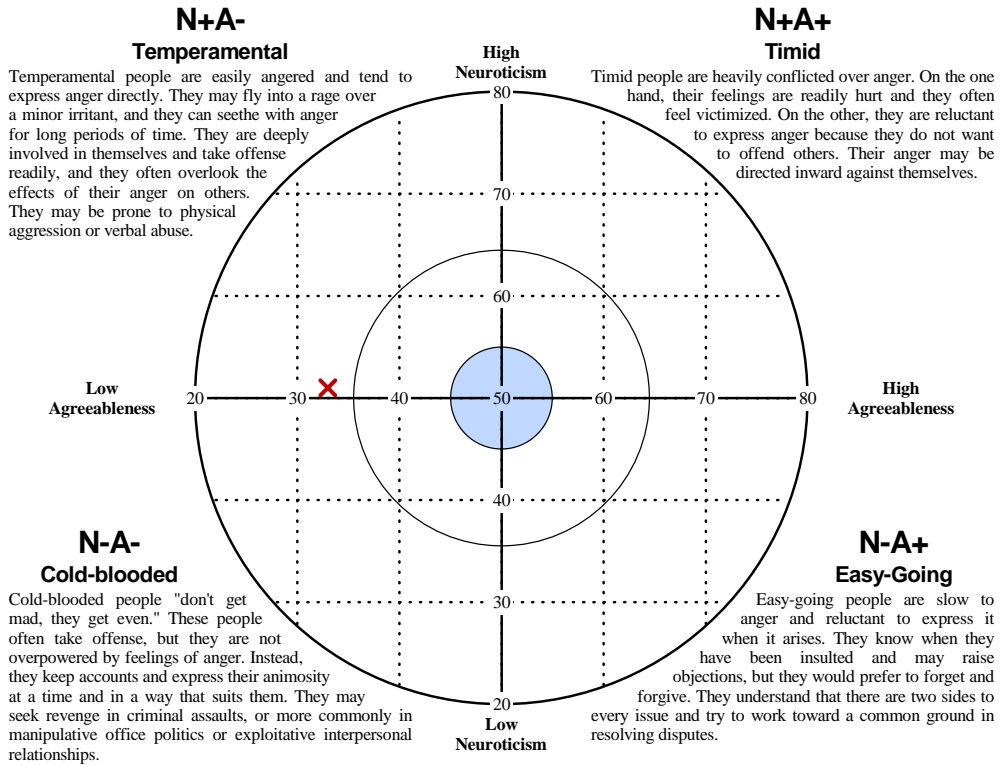 N+A-
Temperamental
Temperamental people are easily angered and tend to
express anger directly. They may fly into a rage over
a minor irritant, and they can seethe with anger
for long periods of time. They are deeply
involved in themselves and take offense
readily, and they often overlook the
effects of their anger on others.
They may be prone to physical
aggression or verbal abuse.
N+A+
Timid
Timid people are heavily conflicted over anger. On the one
hand, their feelings are readily hurt and they often
feel victimized. On the other, they are reluctant
to express anger because they do not want
to offend others. Their anger may be
directed inward against themselves.
High
Neuroticism
80
70
60
Low
Agreeableness
20 30 40 50 60 70 80
High
Agreeableness
40
30
20
Low
Neuroticism
N-A-
Cold-blooded
Cold-blooded people "don't get
mad, they get even." These people
often take offense, but they are not
overpowered by feelings of anger. Instead,
they keep accounts and express their animosity
at a time and in a way that suits them. They may
seek revenge in criminal assaults, or more commonly in
manipulative office politics or exploitative interpersonal
relationships.
N-A+
Easy-Going
Easy-going people are slow to
anger and reluctant to express it
when it arises. They know when they
have been insulted and may raise
objections, but they would prefer to forget and
forgive. They understand that there are two sides to
every issue and try to work toward a common ground in
resolving disputes.